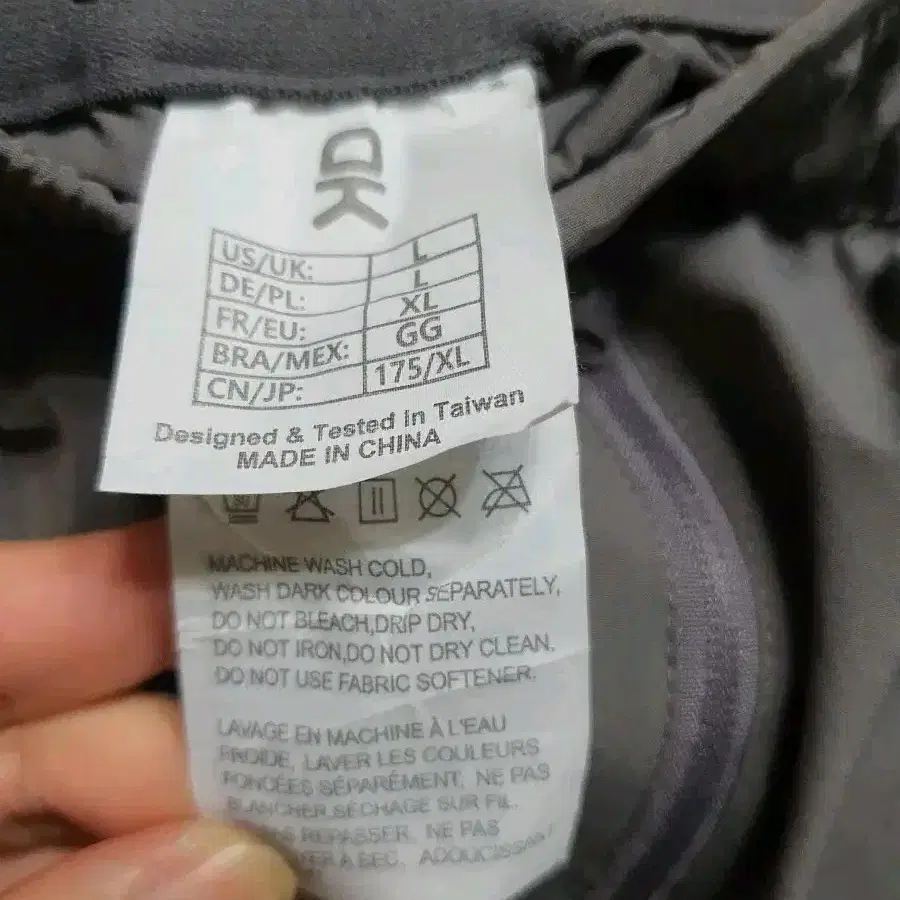 DK
US/UK: L
DE/PL: L
FR/EU: XL
BRA/MEX: GG
CN/JP: 175/XL
Designed & Tested in Taiwan
MADE IN CHINA
MACHINE WASH COLD,
WASH DARK COLOUR SEPARATELY,
DO NOT BLEACH,DRIP DRY,
DO NOT IRON,DO NOT DRY CLEAN.
DO NOT USE FABRIC SOFTENER.
LAVAGE EN MACHINE À L'EAU
FROIDE, LAVER LES COULEURS
FONCÉES SÉPARÉMENT, NE PAS
BLANCHER,SÉCHAGE SUR FIL,
REPASSER, NE PAS
À SEC, ADOUCISSANT